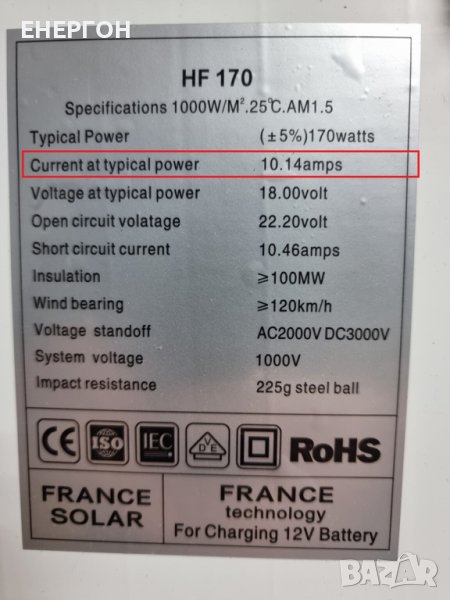 ЕНЕРГОН
HF 170
Specifications 1000W/M².25℃.AM1.5
Typical Power (±5%)170watts
Current at typical power 10.14amps
Voltage at typical power 18.00volt
Open circuit volatage 22.20volt
Short circuit current 10.46amps
Insulation ≥100MW
Wind bearing ≥120km/h
Voltage standoff AC2000V DC3000V
System voltage 1000V
Impact resistance 225g steel ball
CE ISO IEC VDE RoHS
FRANCE SOLAR
FRANCE
technology
For Charging 12V Battery
BAZAR